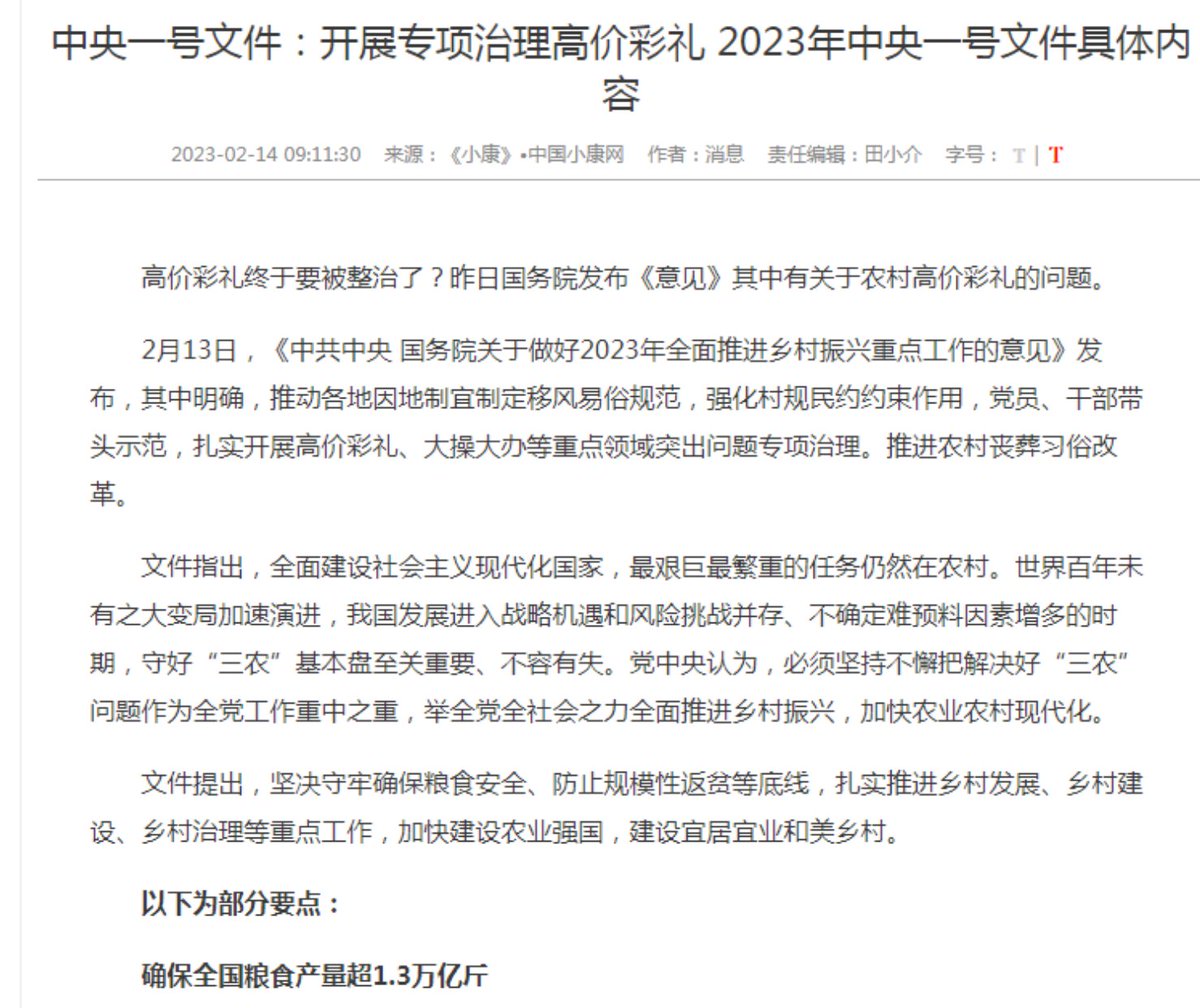 中央一号文件：开展专项治理高价彩礼 2023年中央一号文件具体内
容
2023-02-14 09:11:30 来源：《小康》•中国小康网 作者：消息 责任编辑：田小介 字号： T | T
高价彩礼终于要被整治了？昨日国务院发布《意见》其中有关于农村高价彩礼的问题。
2月13日，《中共中央 国务院关于做好2023年全面推进乡村振兴重点工作的意见》发
布，其中明确，推动各地因地制宜制定移风易俗规范，强化村规民约约束作用，党员、干部带
头示范，扎实开展高价彩礼、大操大办等重点领域突出问题专项治理。推进农村丧葬习俗改
革。
文件指出，全面建设社会主义现代化国家，最艰巨最繁重的任务仍然在农村。世界百年未
有之大变局加速演进，我国发展进入战略机遇和风险挑战并存、不确定难预料因素增多的时
期，守好“三农”基本盘至关重要、不容有失。党中央认为，必须坚持不懈把解决好“三农”
问题作为全党工作重中之重，举全党全社会之力全面推进乡村振兴，加快农业农村现代化。
文件提出，坚决守牢确保粮食安全、防止规模性返贫等底线，扎实推进乡村发展、乡村建
设、乡村治理等重点工作，加快建设农业强国，建设宜居宜业和美乡村。
以下为部分要点：
确保全国粮食产量超1.3万亿斤